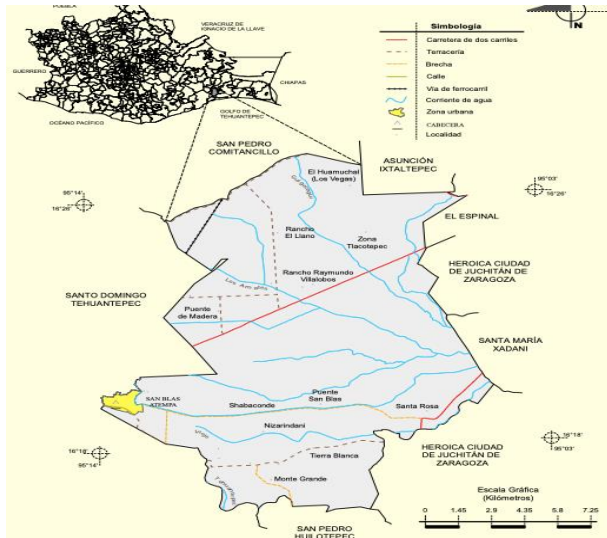 PUEBLA
VERACRUZ DE
IGNACIO DE LA LLAVE
GUERRERO
CHIAPAS
GOLFO DE
TEHUANTEPEC
OCÉANO PACÍFICO
N
Simbología
Carretera de dos carriles
Terracería
Brecha
Calle
Vía de ferrocarril
Corriente de agua
Zona urbana
CABECERA
Localidad
SAN PEDRO
COMITANCILLO
ASUNCIÓN
IXTALTEPEC
95°14'
16°26'
95°03'
16°26'
El Huamuchal
(Los Vegas)
EL ESPINAL
Rancho
El Llano
Zona
Tlacotepec
HEROICA CIUDAD
DE JUCHITÁN DE
ZARAGOZA
Rancho Raymundo
Villalobos
SANTO DOMINGO
TEHUANTEPEC
Puente
de Madera
SANTA MARÍA
XADANI
SAN BLAS
ATEMPA
Shabaconde
Puente
San Blas
Santa Rosa
Nizarindani
Tierra Blanca
Monte Grande
HEROICA CIUDAD
DE JUCHITÁN DE
ZARAGOZA
16°18'
95°14'
16°18'
95°03'
SAN PEDRO
HUILOTEPEC
Escala Gráfica
(Kilómetros)
0 1.45 2.9 4.35 5.8 7.25